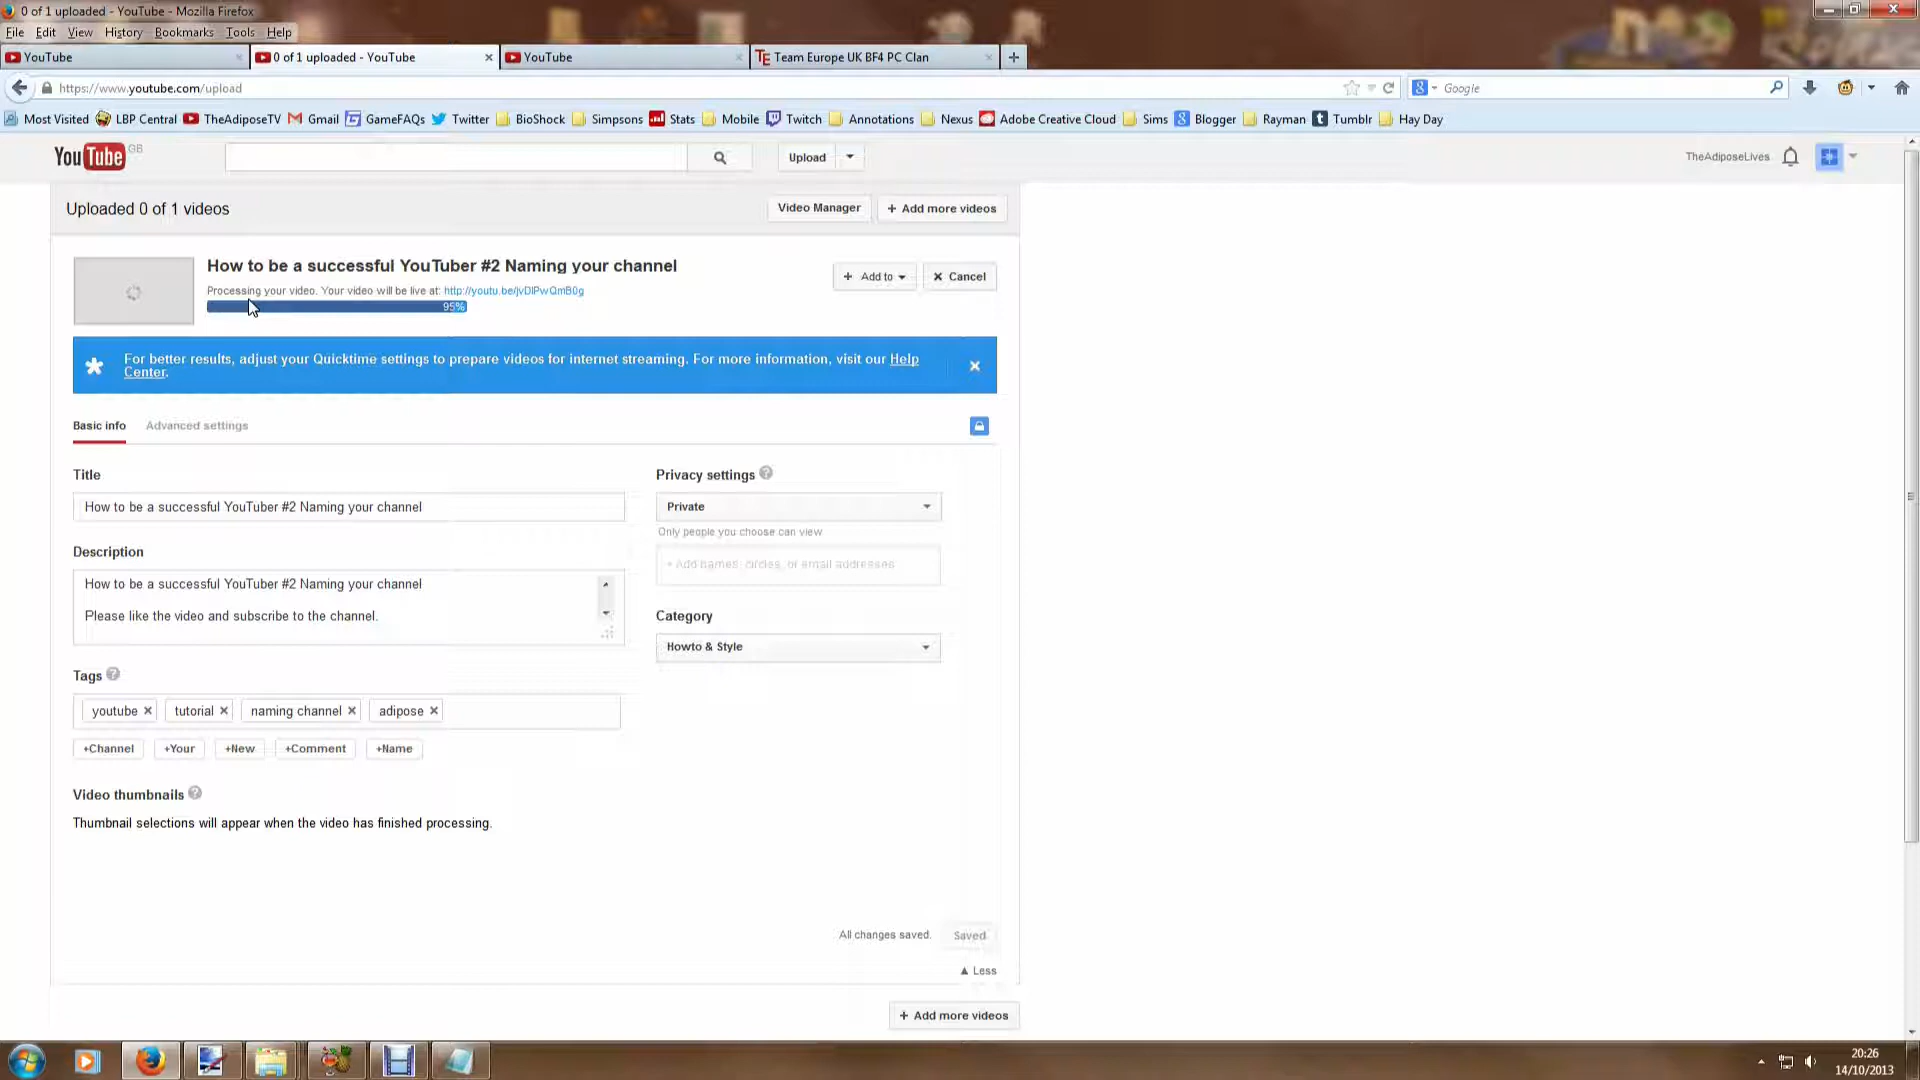 0 of 1 uploaded - YouTube - Mozilla Firefox
File Edit View History Bookmarks Tools Help
YouTube 0 of 1 uploaded - YouTube YouTube TE Team Europe UK BF4 PC Clan
https://www.youtube.com/upload Google
Most Visited LBP Central TheAdiposeTV Gmail GameFAQs Twitter BioShock Simpsons Stats Mobile Twitch Annotations Nexus Adobe Creative Cloud Sims Blogger Rayman Tumblr Hay Day
YouTube GB Upload TheAdiposeLives
Uploaded 0 of 1 videos Video Manager + Add more videos
How to be a successful YouTuber #2 Naming your channel + Add to × Cancel
Processing your video. Your video will be live at: http://youtu.be/jvDlPwQmB0g
95%
For better results, adjust your Quicktime settings to prepare videos for internet streaming. For more information, visit our Help
Center.
Basic info Advanced settings
Title Privacy settings
How to be a successful YouTuber #2 Naming your channel Private
Only people you choose can view
Description
+ Add names, circles, or email addresses
How to be a successful YouTuber #2 Naming your channel
Please like the video and subscribe to the channel.
Category
Howto & Style
Tags
youtube × tutorial × naming channel × adipose ×
+Channel +Your +New +Comment +Name
Video thumbnails
Thumbnail selections will appear when the video has finished processing.
All changes saved. Saved
Less
+ Add more videos
20:26
14/10/2013